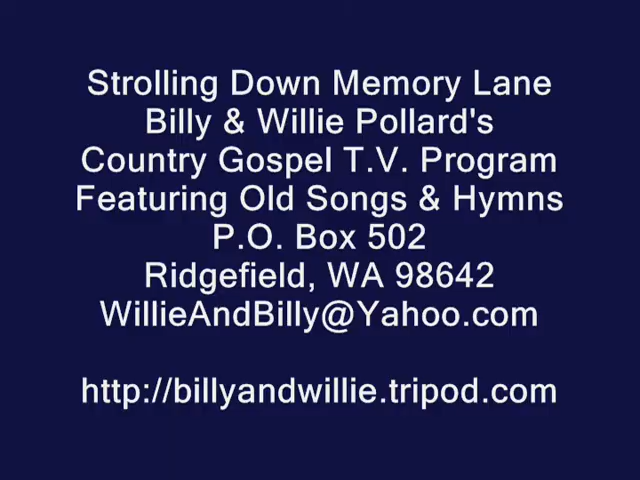 Strolling Down Memory Lane
Billy & Willie Pollard's
Country Gospel T.V. Program
Featuring Old Songs & Hymns
P.O. Box 502
Ridgefield, WA 98642
WillieAndBilly@Yahoo.com
http://billyandwillie.tripod.com